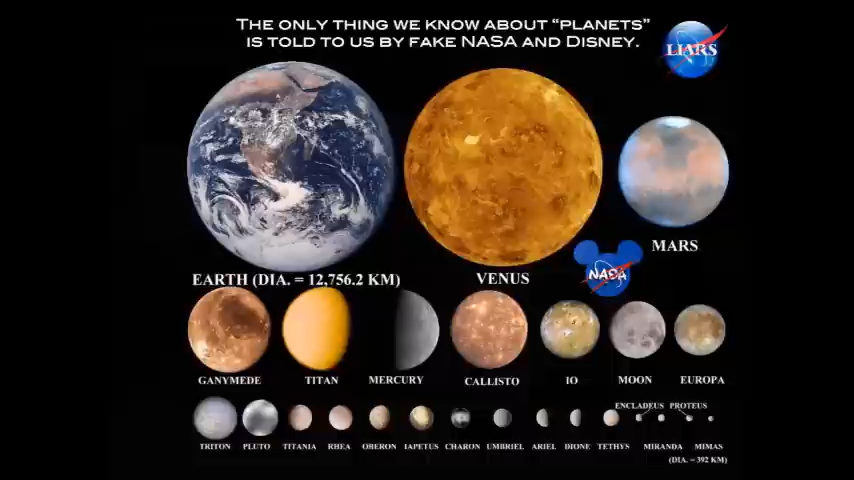 THE ONLY THING WE KNOW ABOUT “PLANETS”
IS TOLD TO US BY FAKE NASA AND DISNEY.
LIARS
MARS
NASA
EARTH (DIA. = 12,756.2 KM)
VENUS
GANYMEDE TITAN MERCURY CALLISTO IO MOON EUROPA
ENCLADEUS PROTEUS
TRITON PLUTO TITANIA RHEA OBERON IAPETUS CHARON UMBRIEL ARIEL DIONE TETHYS MIRANDA MIMAS
(DIA. = 392 KM)